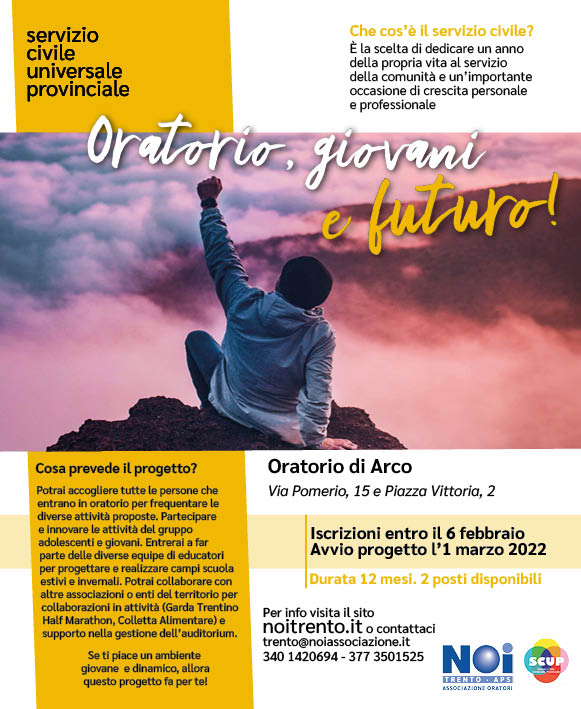 servizio
civile
universale
provinciale
Che cos'è il servizio civile?
È la scelta di dedicare un anno
della propria vita al servizio
della comunità e un'importante
occasione di crescita personale
e professionale
Oratorio, giovani
e futuro!
Cosa prevede il progetto?
Potrai accogliere tutte le persone che
entrano in oratorio per frequentare le
diverse attività proposte. Partecipare
e innovare le attività del gruppo
adolescenti e giovani. Entrerai a far
parte delle diverse equipe di educatori
per progettare e realizzare campi scuola
estivi e invernali. Potrai collaborare con
altre associazioni o enti del territorio per
collaborazioni in attività (Garda Trentino
Half Marathon, Colletta Alimentare) e
supporto nella gestione dell'auditorium.
Se ti piace un ambiente
giovane e dinamico, allora
questo progetto fa per te!
Oratorio di Arco
Via Pomerio, 15 e Piazza Vittoria, 2
Iscrizioni entro il 6 febbraio
Avvio progetto l'1 marzo 2022
Durata 12 mesi. 2 posti disponibili
Per info visita il sito
noitrento.it o contattaci
trento@noiassociazione.it
340 1420694 - 377 3501525
NOi
TRENTO - APS
ASSOCIAZIONE ORATORI
SCUP